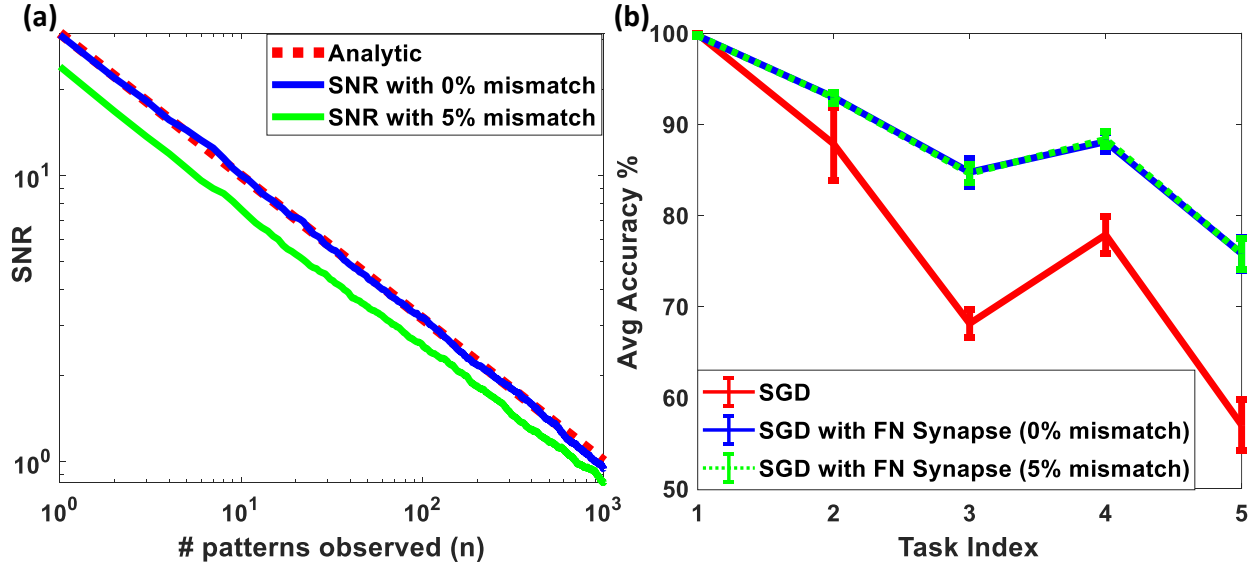 (a)
Analytic
SNR with 0% mismatch
SNR with 5% mismatch
10^1
10^0
SNR
10^0 10^1 10^2 10^3
# patterns observed (n)
(b)
100
90
80
70
60
50
Avg Accuracy %
SGD
SGD with FN Synapse (0% mismatch)
SGD with FN Synapse (5% mismatch)
1 2 3 4 5
Task Index